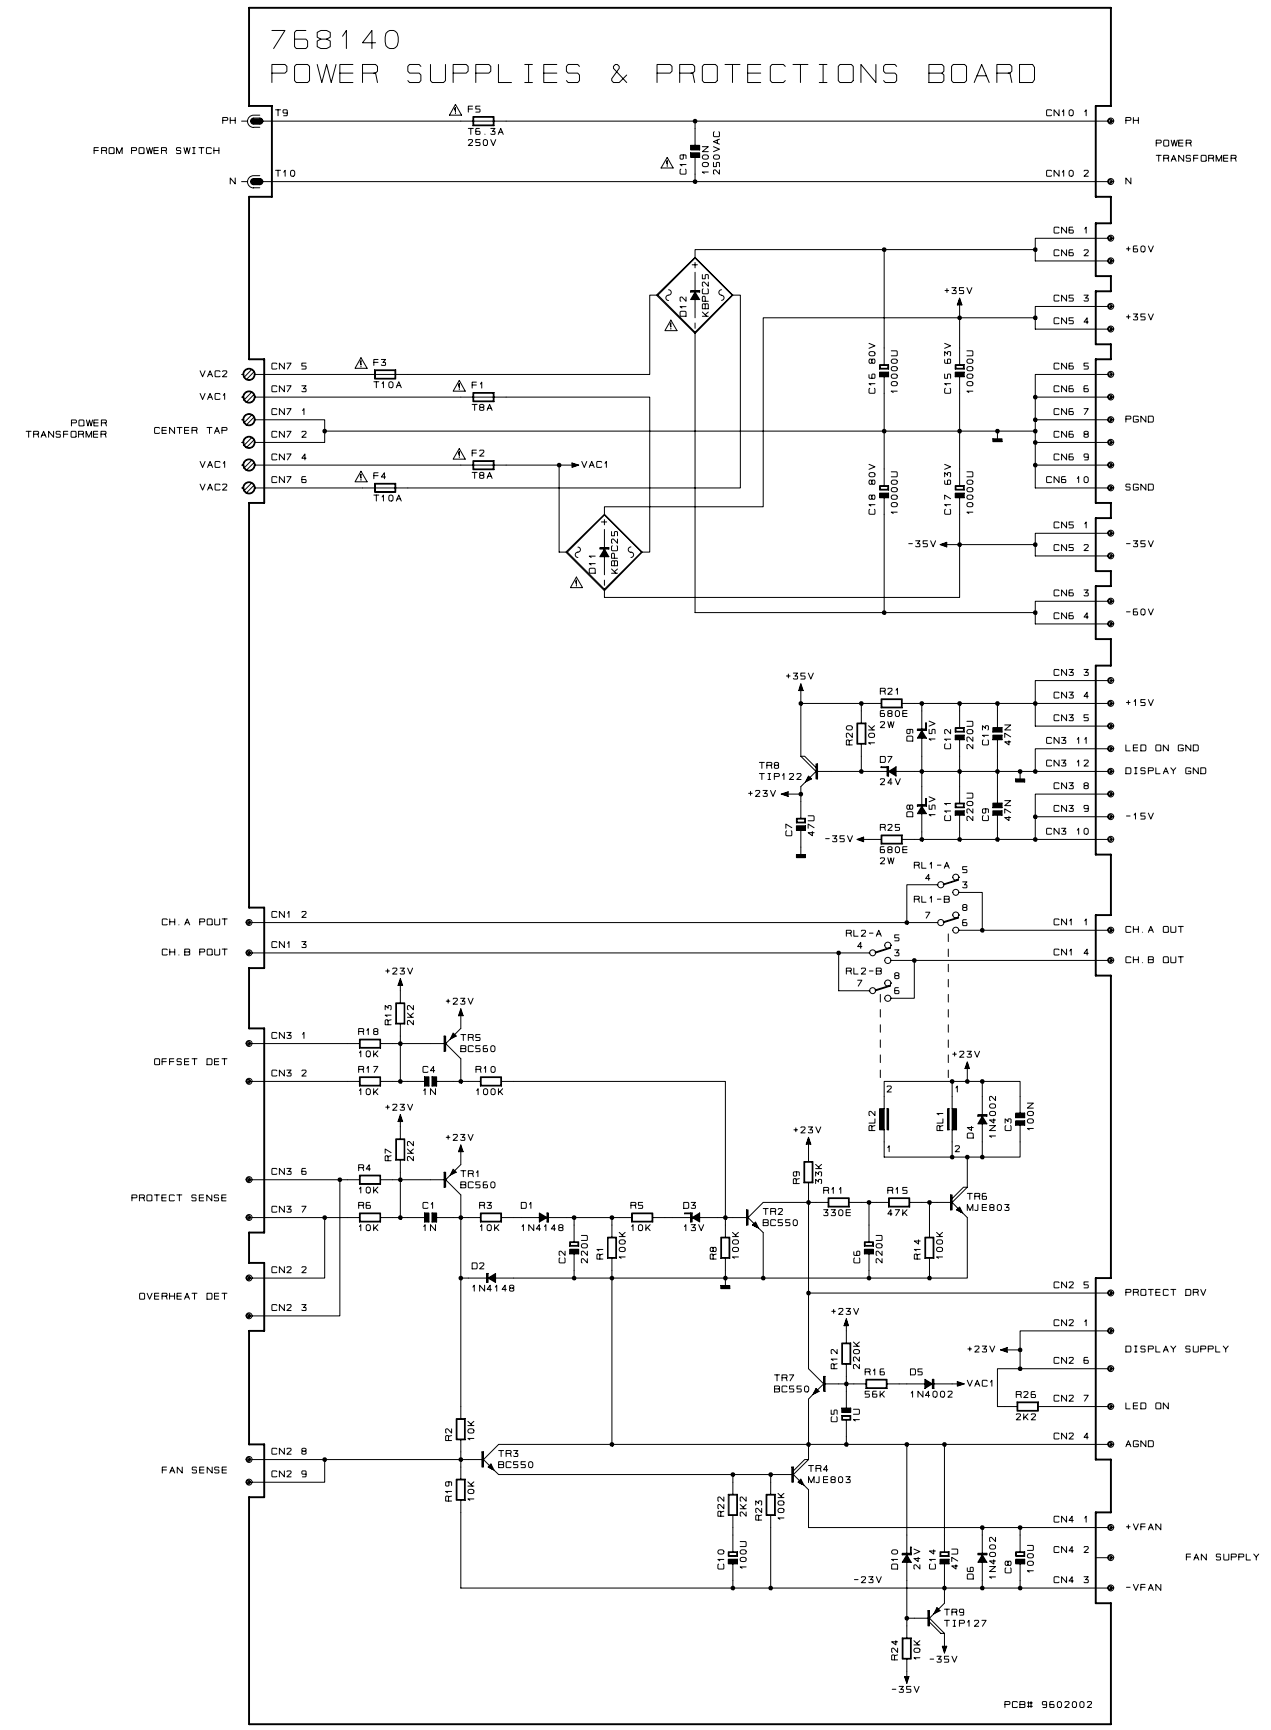 768140
POWER SUPPLIES & PROTECTIONS BOARD
PH
T9
F5
T6.3A
250V
CN10 1
PH
FROM POWER SWITCH
C19
100N
250VAC
POWER
TRANSFORMER
N
T10
CN10 2
N
CN6 1
CN6 2
+60V
D12
KBPC25
+35V
CN5 3
CN5 4
+35V
C16 80V
10000U
C15 63V
10000U
POWER
TRANSFORMER
VAC2
CN7 5
F3
T10A
VAC1
CN7 3
F1
T8A
CENTER TAP
CN7 1
CN7 2
VAC1
CN7 4
F2
T8A
VAC1
VAC2
CN7 6
F4
T10A
CN6 5
CN6 6
CN6 7
PGND
CN6 8
CN6 9
CN6 10
SGND
C18 80V
10000U
C17 63V
10000U
D11
KBPC25
-35V
CN5 1
CN5 2
-35V
CN6 3
CN6 4
-60V
+35V
R21
680E
2W
R20
10K
D9
15V
C12
220U
C13
47N
CN3 3
CN3 4
+15V
CN3 5
CN3 11
LED ON GND
CN3 12
DISPLAY GND
TR8
TIP122
D7
24V
+23V
C7
47U
D8
15V
C11
220U
C9
47N
CN3 8
CN3 9
-15V
CN3 10
-35V
R25
680E
2W
RL1-A
4
5
3
RL1-B
7
8
6
CH.A POUT
CN1 2
CN1 1
CH.A OUT
CH.B POUT
CN1 3
RL2-A
4
5
3
RL2-B
7
8
6
CN1 4
CH.B OUT
+23V
R13
2K2
+23V
OFFSET DET
CN3 1
R18
10K
TR5
BC560
CN3 2
R17
10K
C4
1N
R10
100K
+23V
2
1
RL2
1
2
RL1
D4
1N4002
C3
100N
+23V
R7
2K2
+23V
PROTECT SENSE
CN3 6
R4
10K
TR1
BC560
CN3 7
R6
10K
C1
1N
R3
10K
D1
1N4148
R5
10K
D3
13V
+23V
R9
33K
TR2
BC550
R11
330E
R15
47K
TR6
MJE803
C2
220U
R1
100K
R8
100K
C6
220U
R14
100K
D2
1N4148
OVERHEAT DET
CN2 2
CN2 3
CN2 5
PROTECT DRV
+23V
R12
220K
TR7
BC550
R16
56K
D5
1N4002
VAC1
C5
1U
CN2 1
+23V
DISPLAY SUPPLY
CN2 6
R26
2K2
CN2 7
LED ON
CN2 4
AGND
R2
10K
FAN SENSE
CN2 8
CN2 9
TR3
BC550
R19
10K
TR4
MJE803
R22
2K2
R23
100K
C10
100U
D10
24V
C14
47U
D6
1N4002
C8
100U
CN4 1
+VFAN
CN4 2
FAN SUPPLY
CN4 3
-VFAN
-23V
TR9
TIP127
R24
10K
-35V
-35V
PCB# 9602002